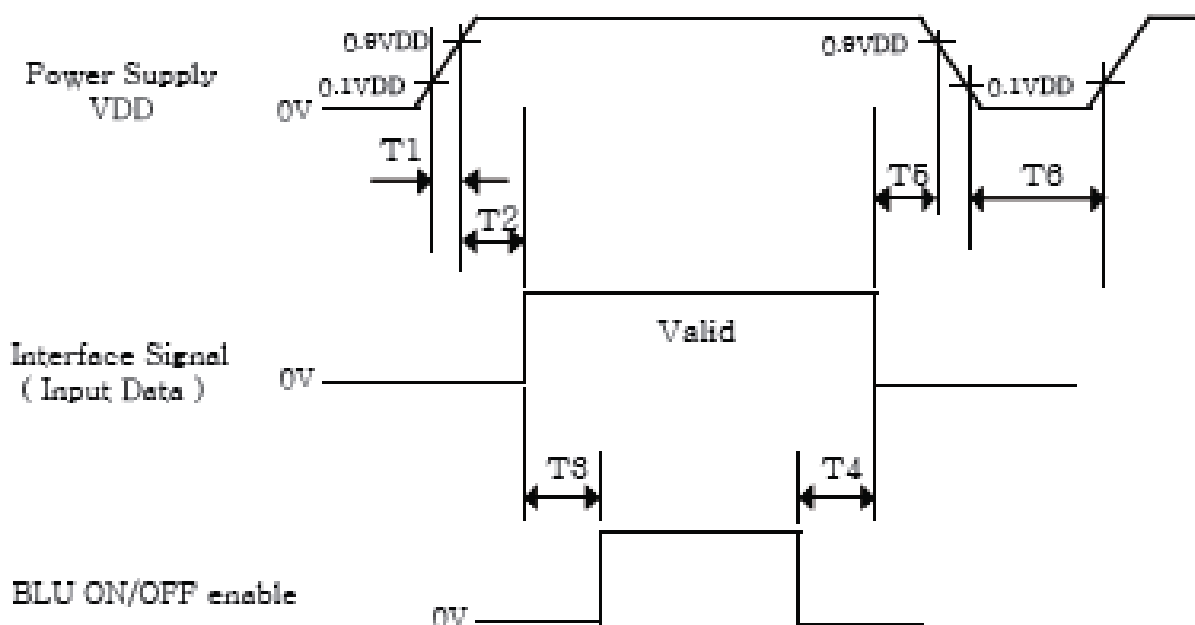 0.9VDD
0.9VDD
Power Supply
VDD
0.1VDD
0.1VDD
0V
T1
T5
T6
T2
Valid
Interface Signal
( Input Data )
0V
T3
T4
BLU ON/OFF enable
0V